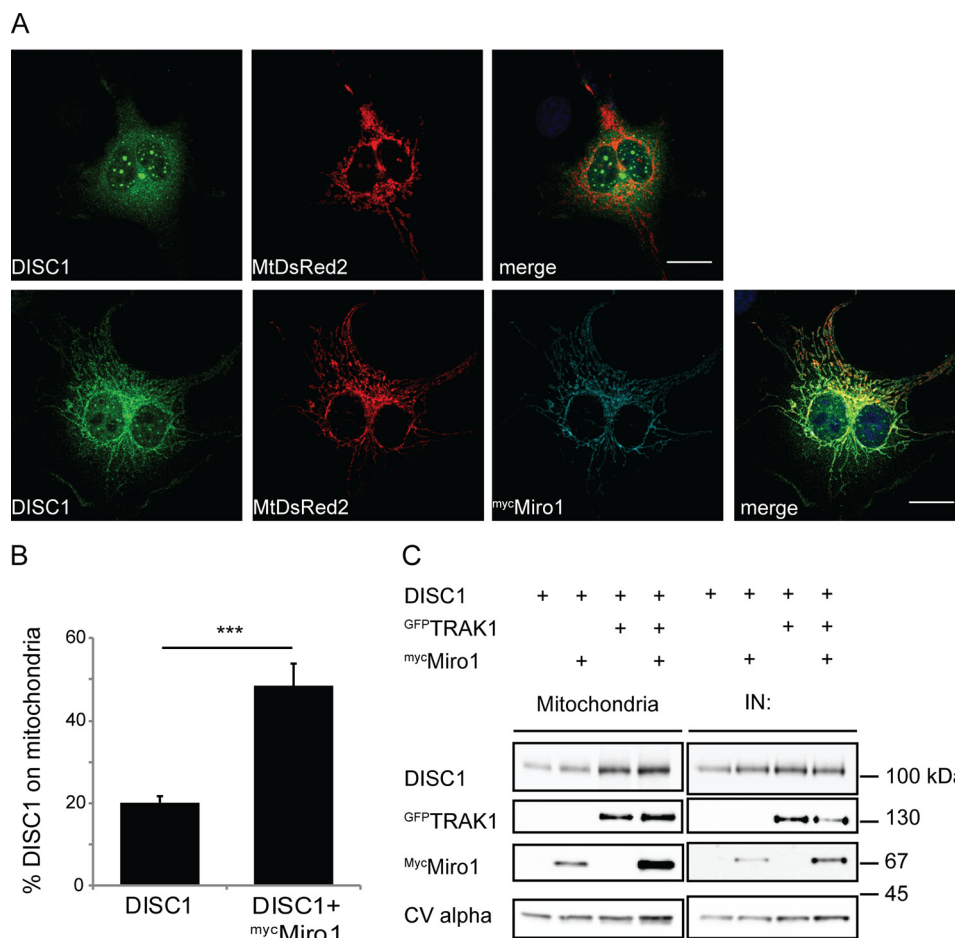 A
DISC1 MtDsRed2 merge
DISC1 MtDsRed2 mycMiro1 merge
B
% DISC1 on mitochondria
60
40
20
0
***
DISC1 DISC1+ mycMiro1
C
DISC1 + + + + + + + +
GFPTRAK1 + + + +
mycMiro1 + + + +
Mitochondria IN:
DISC1 100 kDa
GFPTRAK1 130
MycMiro1 67
45
CV alpha